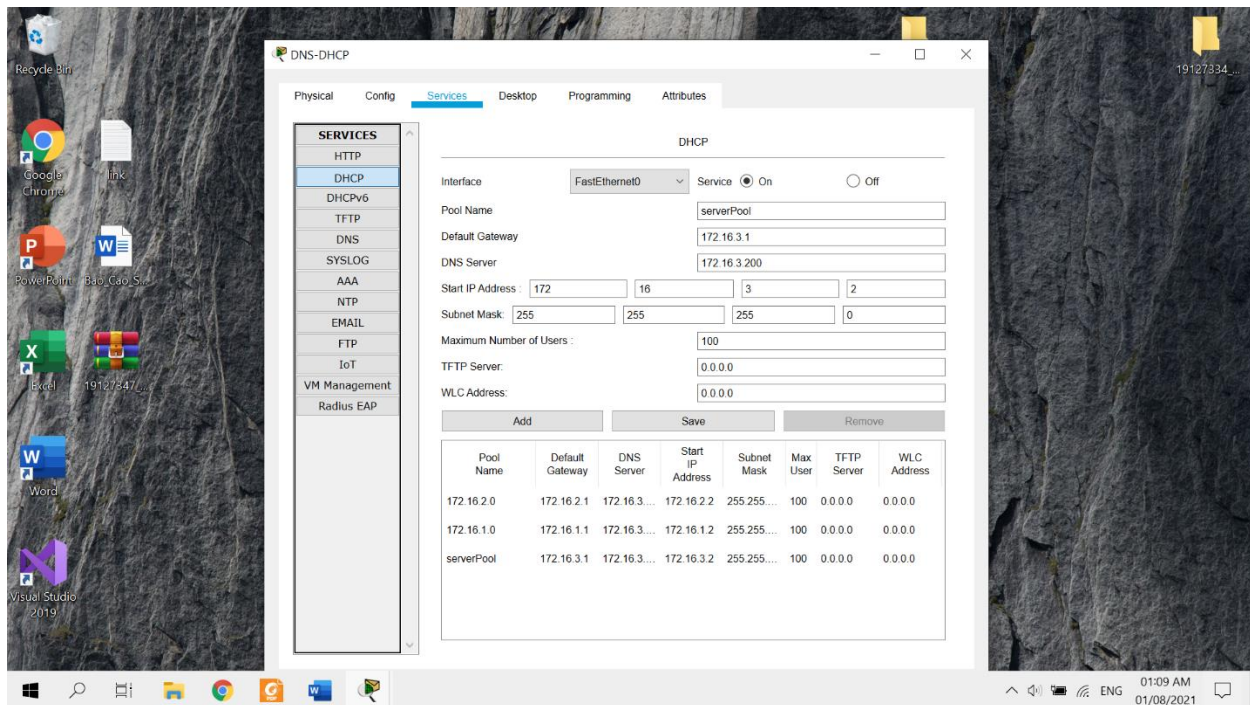 Recycle Bin
Google Chrome
link
PowerPoint
Bao_Cao_S...
Excel
19127347_...
Word
Visual Studio 2019
19127334_...
DNS-DHCP
Physical Config Services Desktop Programming Attributes
SERVICES
HTTP
DHCP
DHCPv6
TFTP
DNS
SYSLOG
AAA
NTP
EMAIL
FTP
IoT
VM Management
Radius EAP
DHCP
Interface FastEthernet0 Service On Off
Pool Name serverPool
Default Gateway 172.16.3.1
DNS Server 172.16.3.200
Start IP Address : 172 16 3 2
Subnet Mask: 255 255 255 0
Maximum Number of Users : 100
TFTP Server: 0.0.0.0
WLC Address: 0.0.0.0
Add Save Remove
Pool Name Default Gateway DNS Server Start IP Address Subnet Mask Max User TFTP Server WLC Address
172.16.2.0 172.16.2.1 172.16.3.... 172.16.2.2 255.255.... 100 0.0.0.0 0.0.0.0
172.16.1.0 172.16.1.1 172.16.3.... 172.16.1.2 255.255.... 100 0.0.0.0 0.0.0.0
serverPool 172.16.3.1 172.16.3.... 172.16.3.2 255.255.... 100 0.0.0.0 0.0.0.0
ENG
01:09 AM
01/08/2021